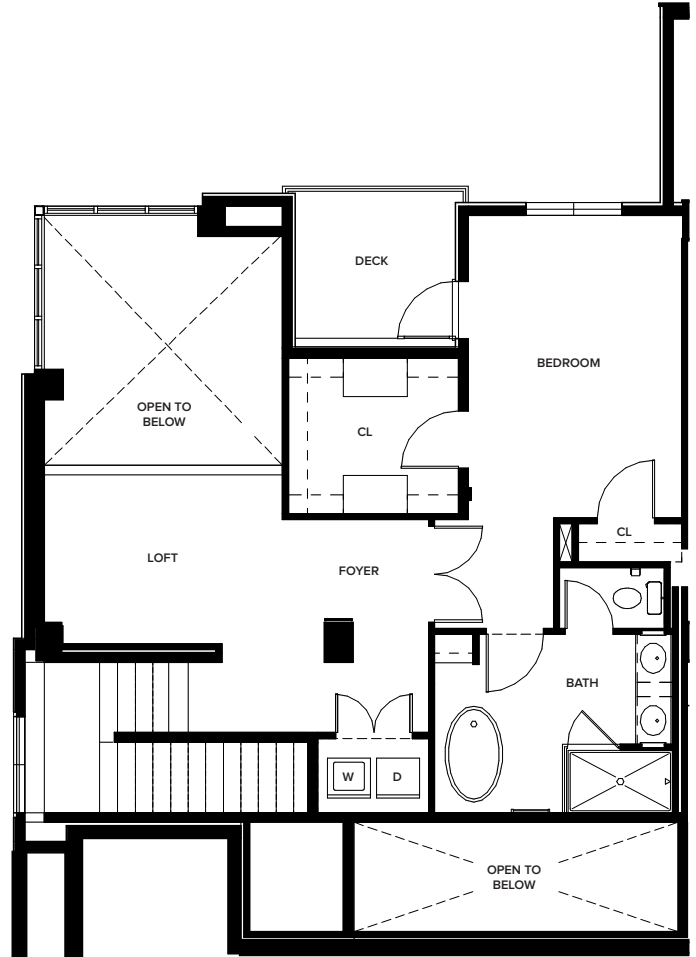 DECK
BEDROOM
OPEN TO
BELOW
CL
CL
LOFT
FOYER
BATH
W
D
OPEN TO
BELOW